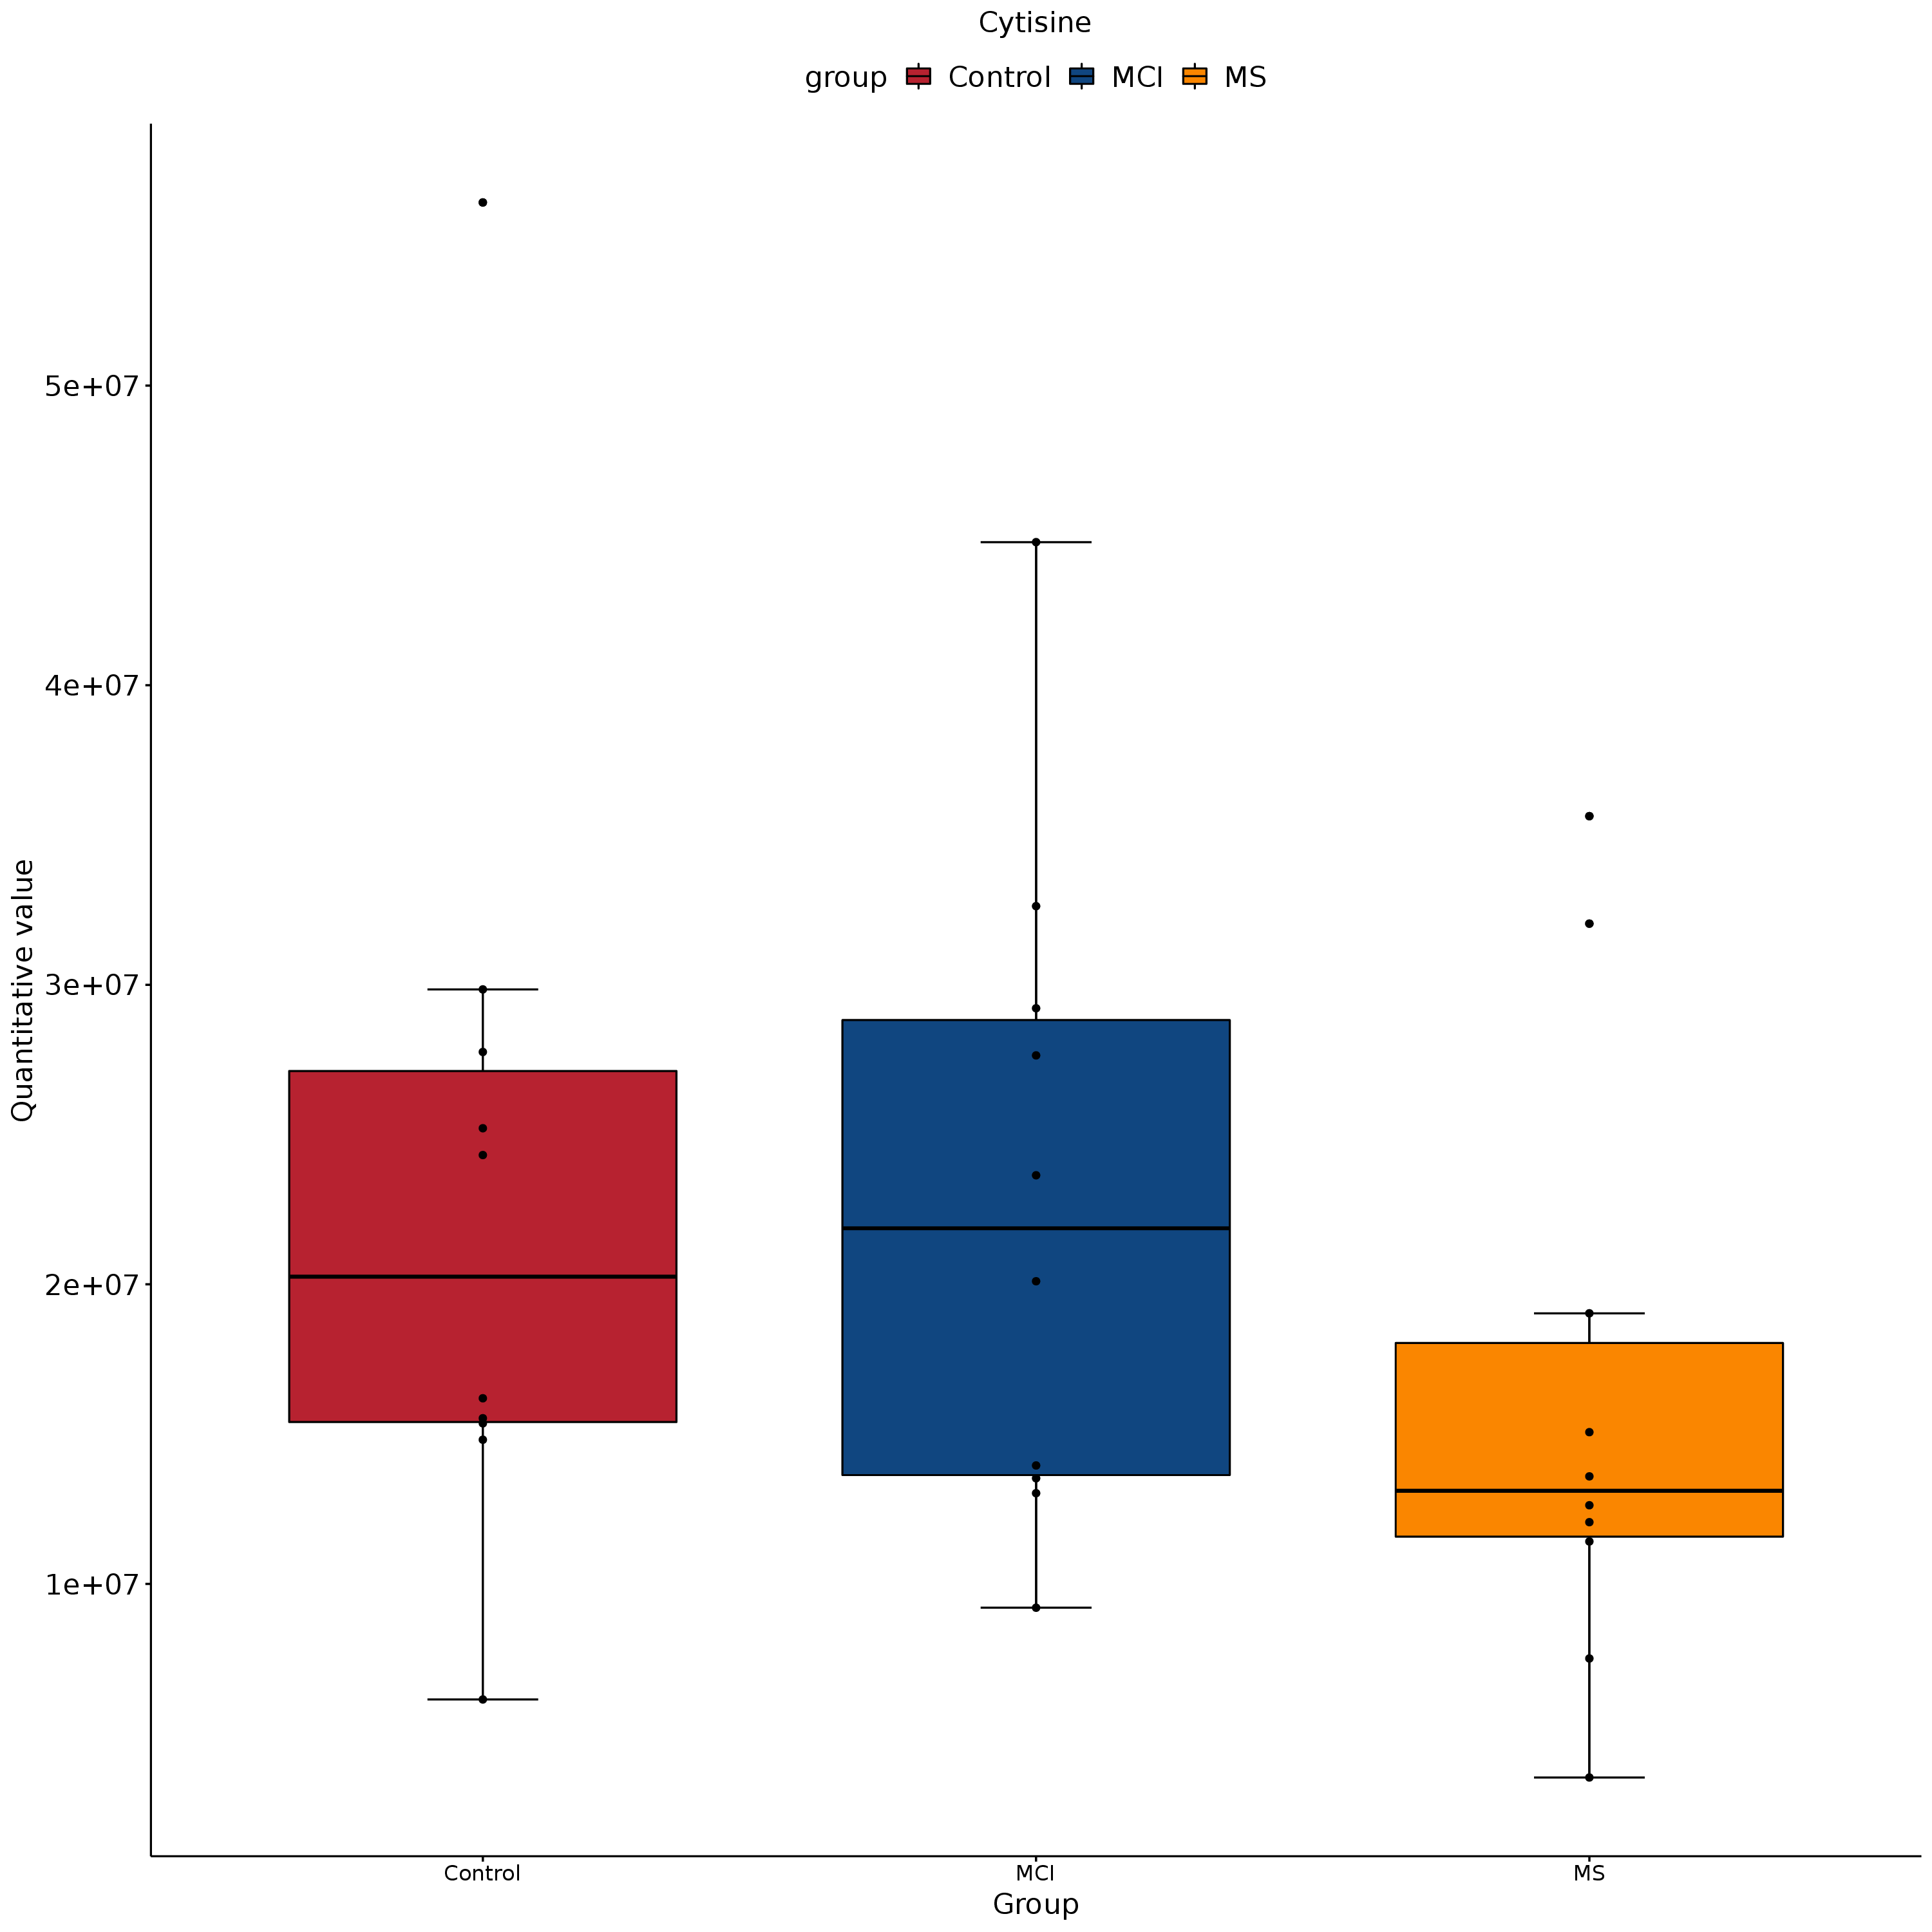 Cytisine
group Control MCI MS
Quantitative value
5e+07
4e+07
3e+07
2e+07
1e+07
Control MCI MS
Group